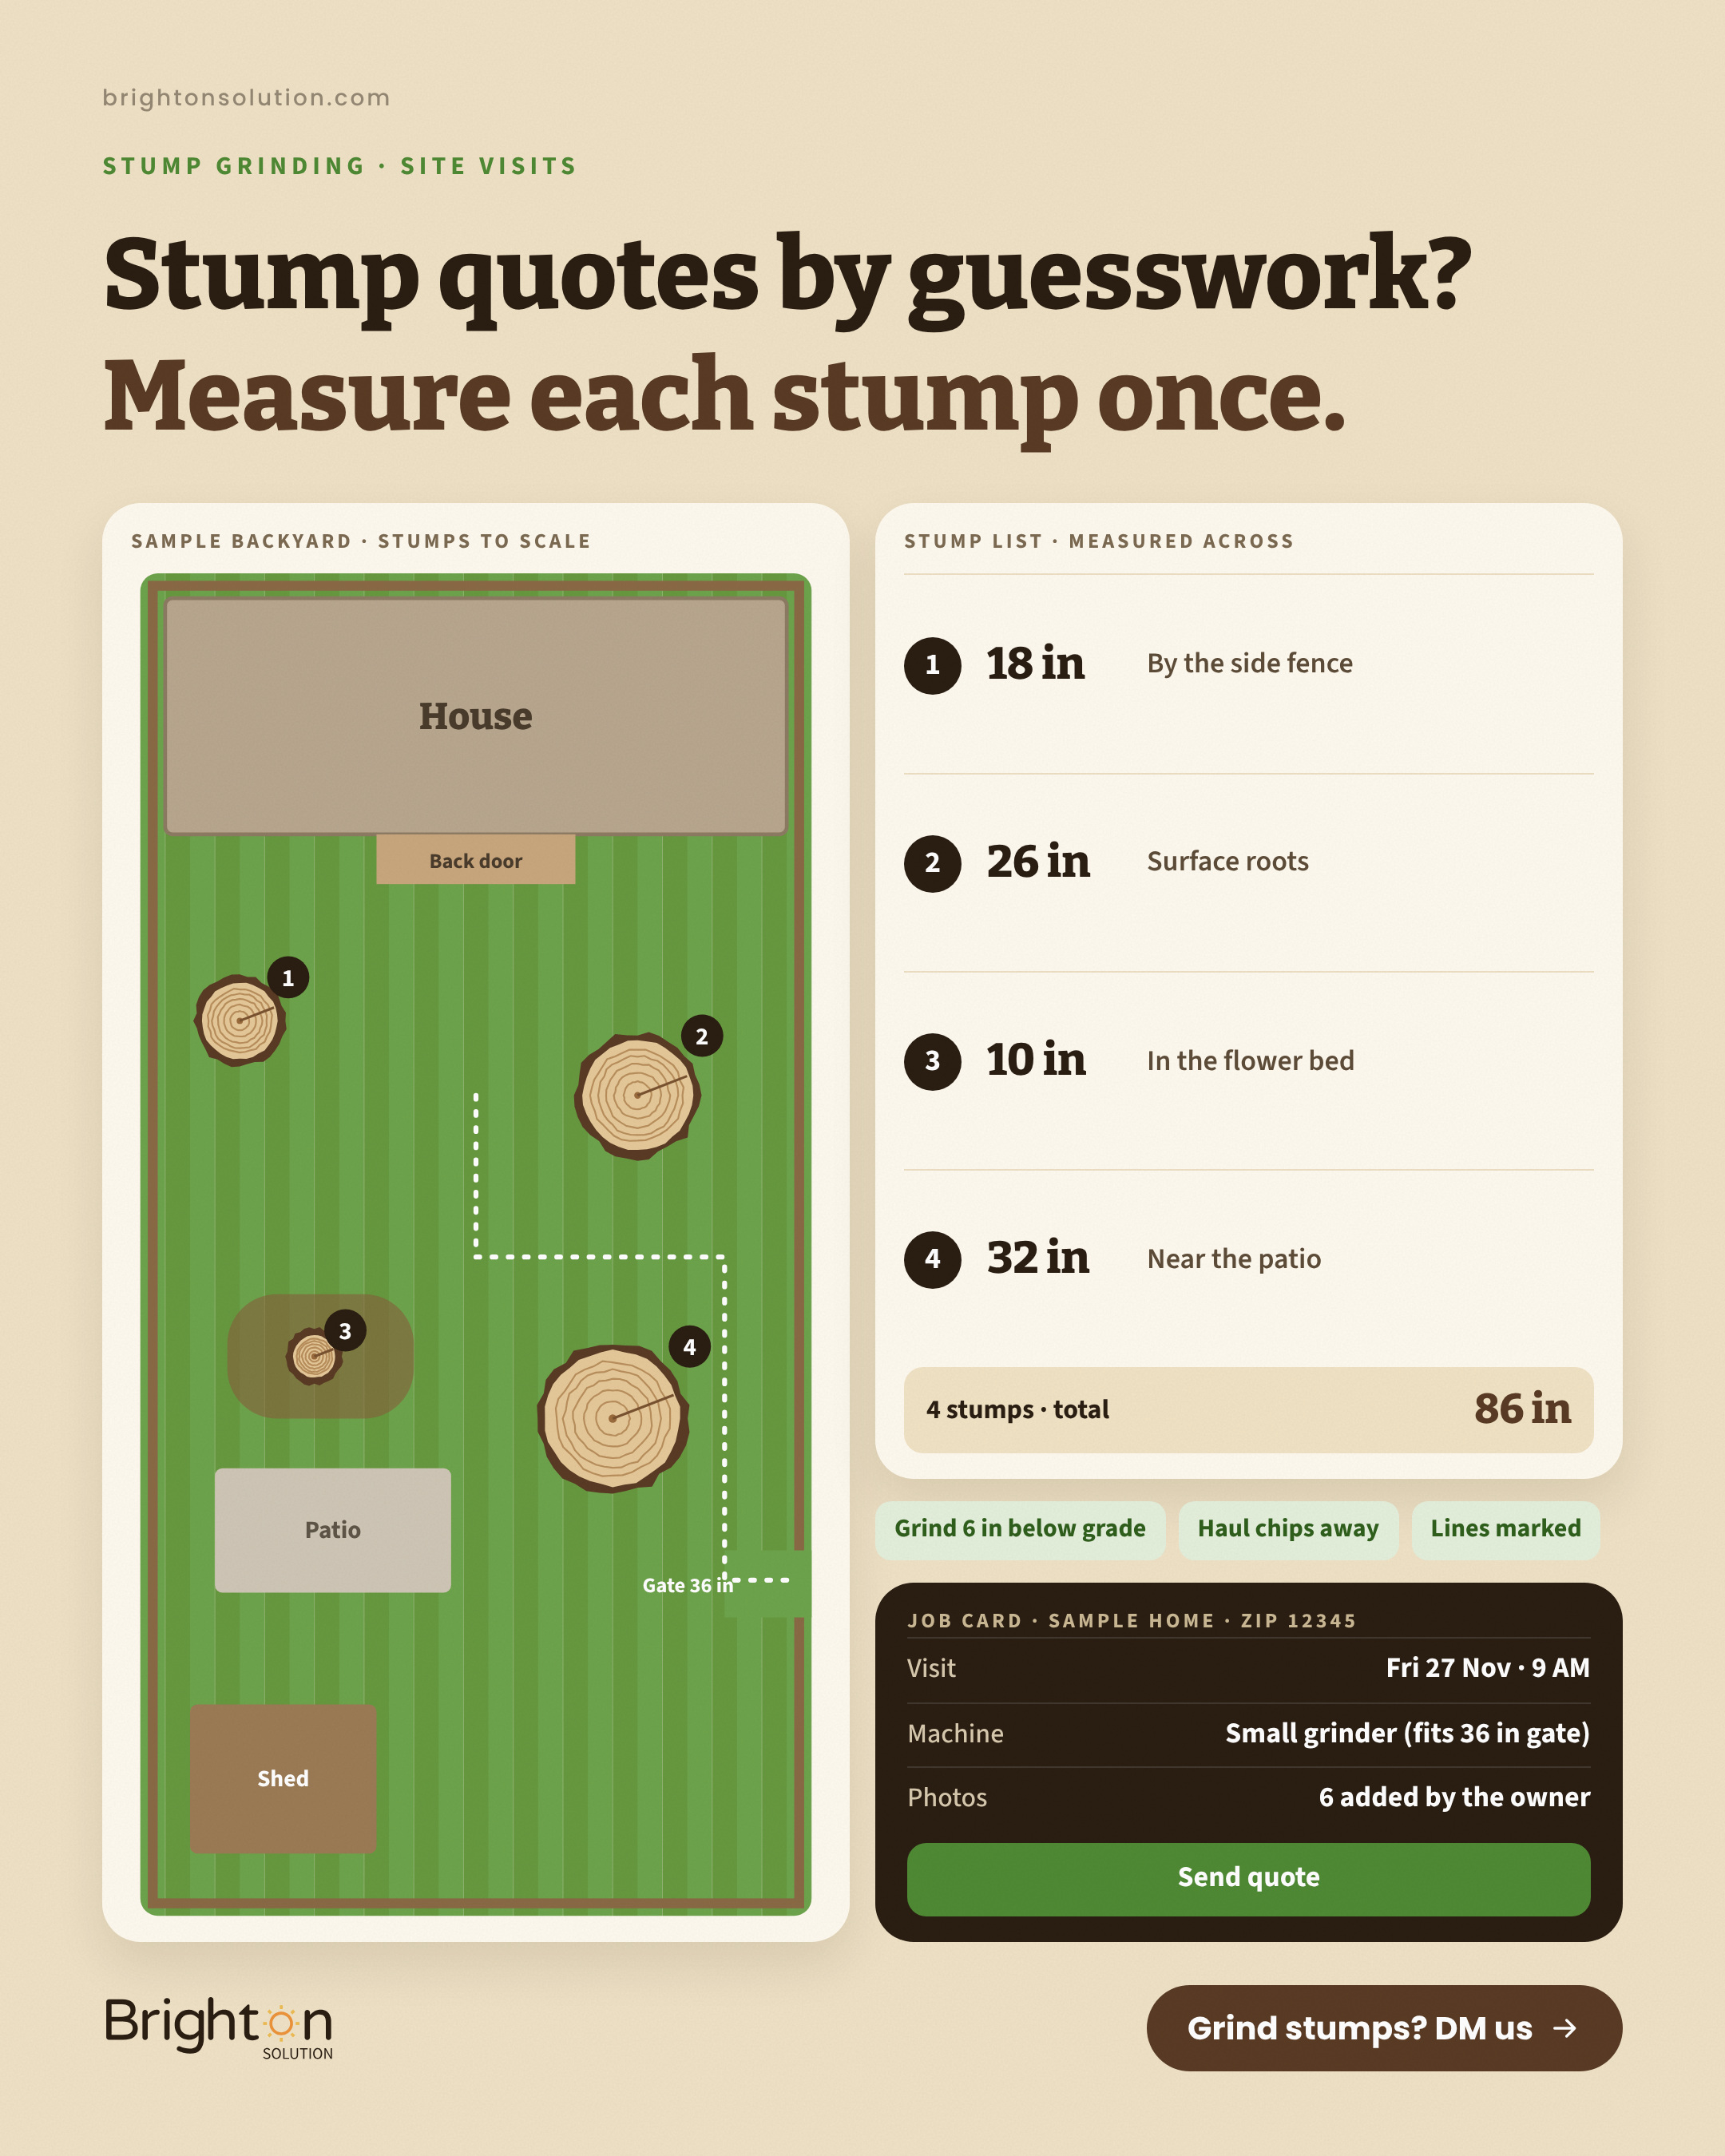 brightonsolution.com
STUMP GRINDING · SITE VISITS
Stump quotes by guesswork?
Measure each stump once.
SAMPLE BACKYARD · STUMPS TO SCALE
House
Back door
1
2
3
4
Patio
Gate 36 in
Shed
STUMP LIST · MEASURED ACROSS
1 18 in By the side fence
2 26 in Surface roots
3 10 in In the flower bed
4 32 in Near the patio
4 stumps · total 86 in
Grind 6 in below grade Haul chips away Lines marked
JOB CARD · SAMPLE HOME · ZIP 12345
Visit Fri 27 Nov · 9 AM
Machine Small grinder (fits 36 in gate)
Photos 6 added by the owner
Send quote
Brighton
SOLUTION
Grind stumps? DM us →